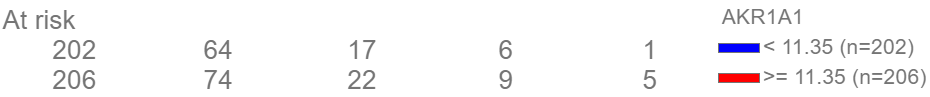 At risk
202 64 17 6 1
206 74 22 9 5
AKR1A1
< 11.35 (n=202)
>= 11.35 (n=206)